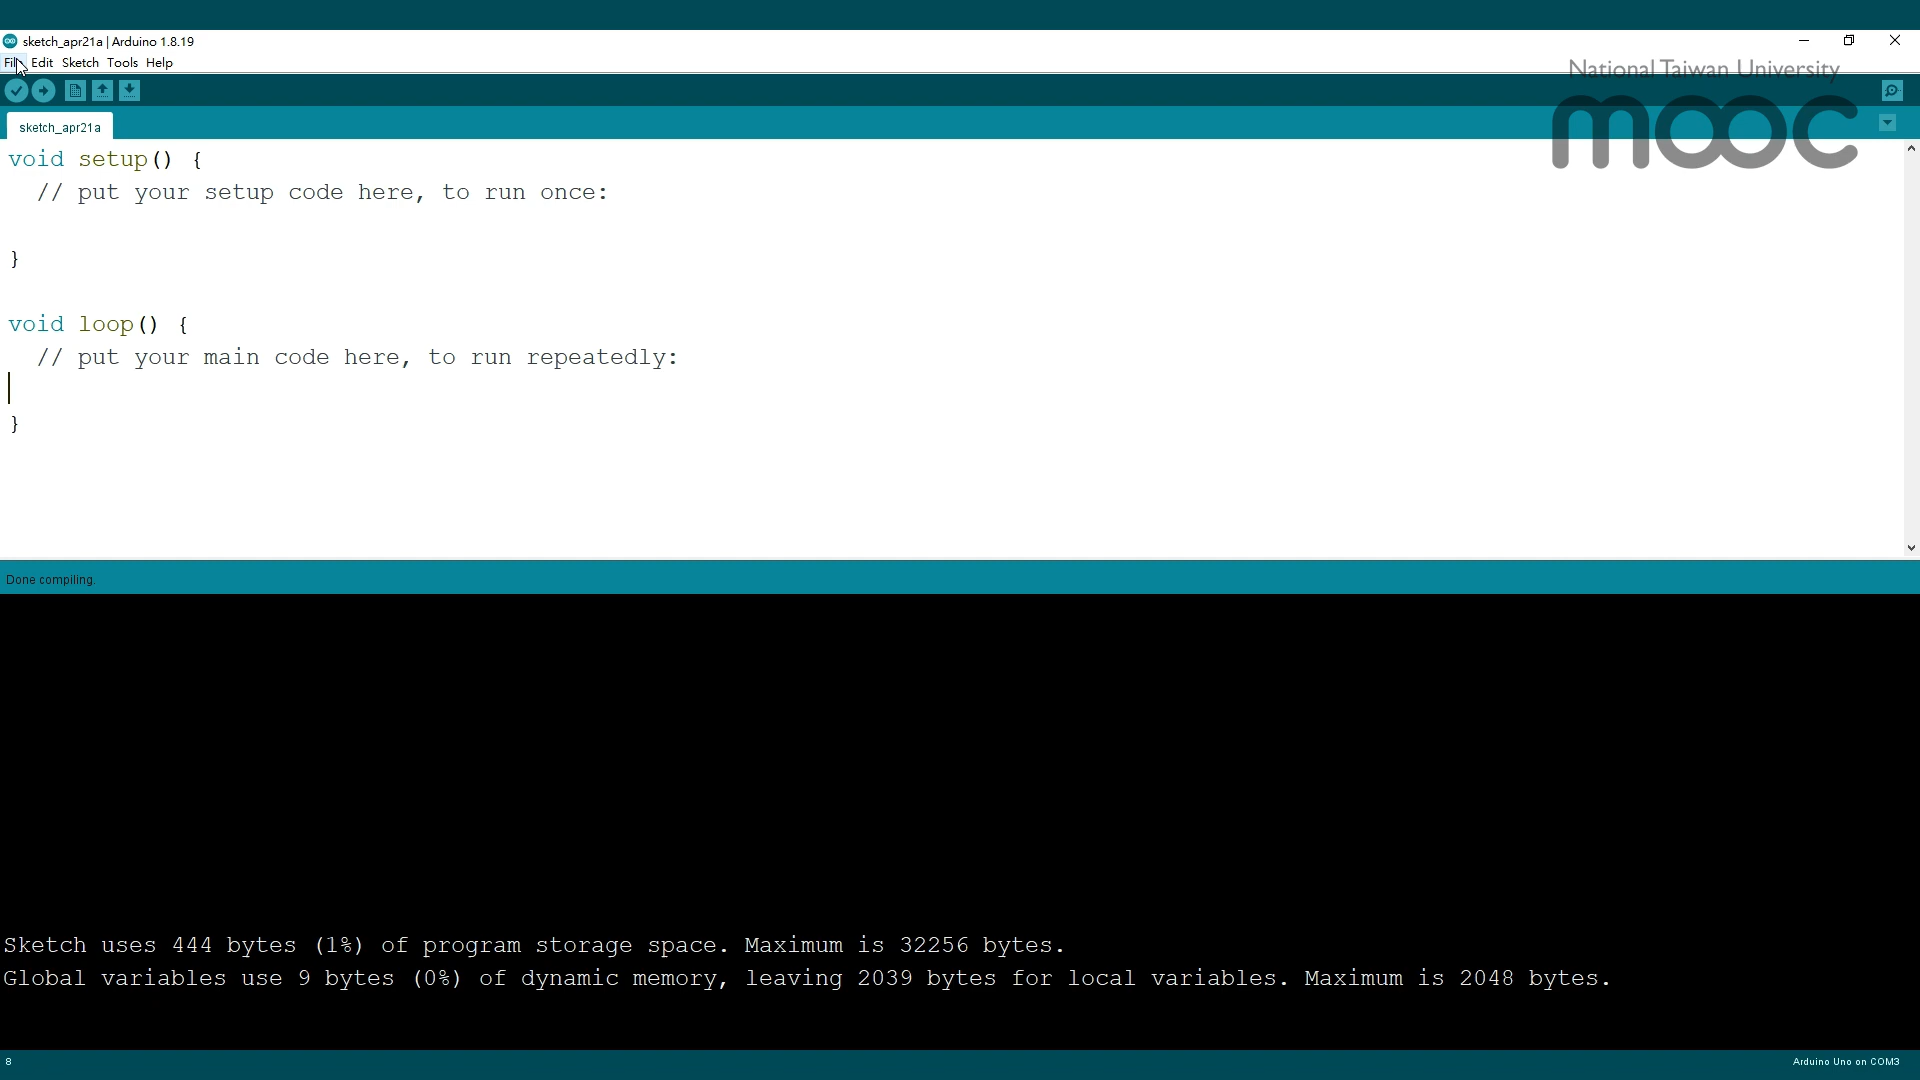 sketch_apr21a | Arduino 1.8.19
File Edit Sketch Tools Help
National Taiwan University
mooc
sketch_apr21a
void setup() {
  // put your setup code here, to run once:
}
void loop() {
  // put your main code here, to run repeatedly:
}
Done compiling.
Sketch uses 444 bytes (1%) of program storage space. Maximum is 32256 bytes.
Global variables use 9 bytes (0%) of dynamic memory, leaving 2039 bytes for local variables. Maximum is 2048 bytes.
8
Arduino Uno on COM3